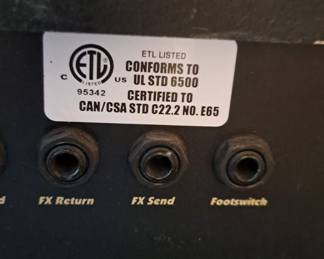 ETL LISTED
CONFORMS TO
UL STD 6500
C ETL US
LISTED
95342
CERTIFIED TO
CAN/CSA STD C22.2 NO. E65
FX Return FX Send Footswitch